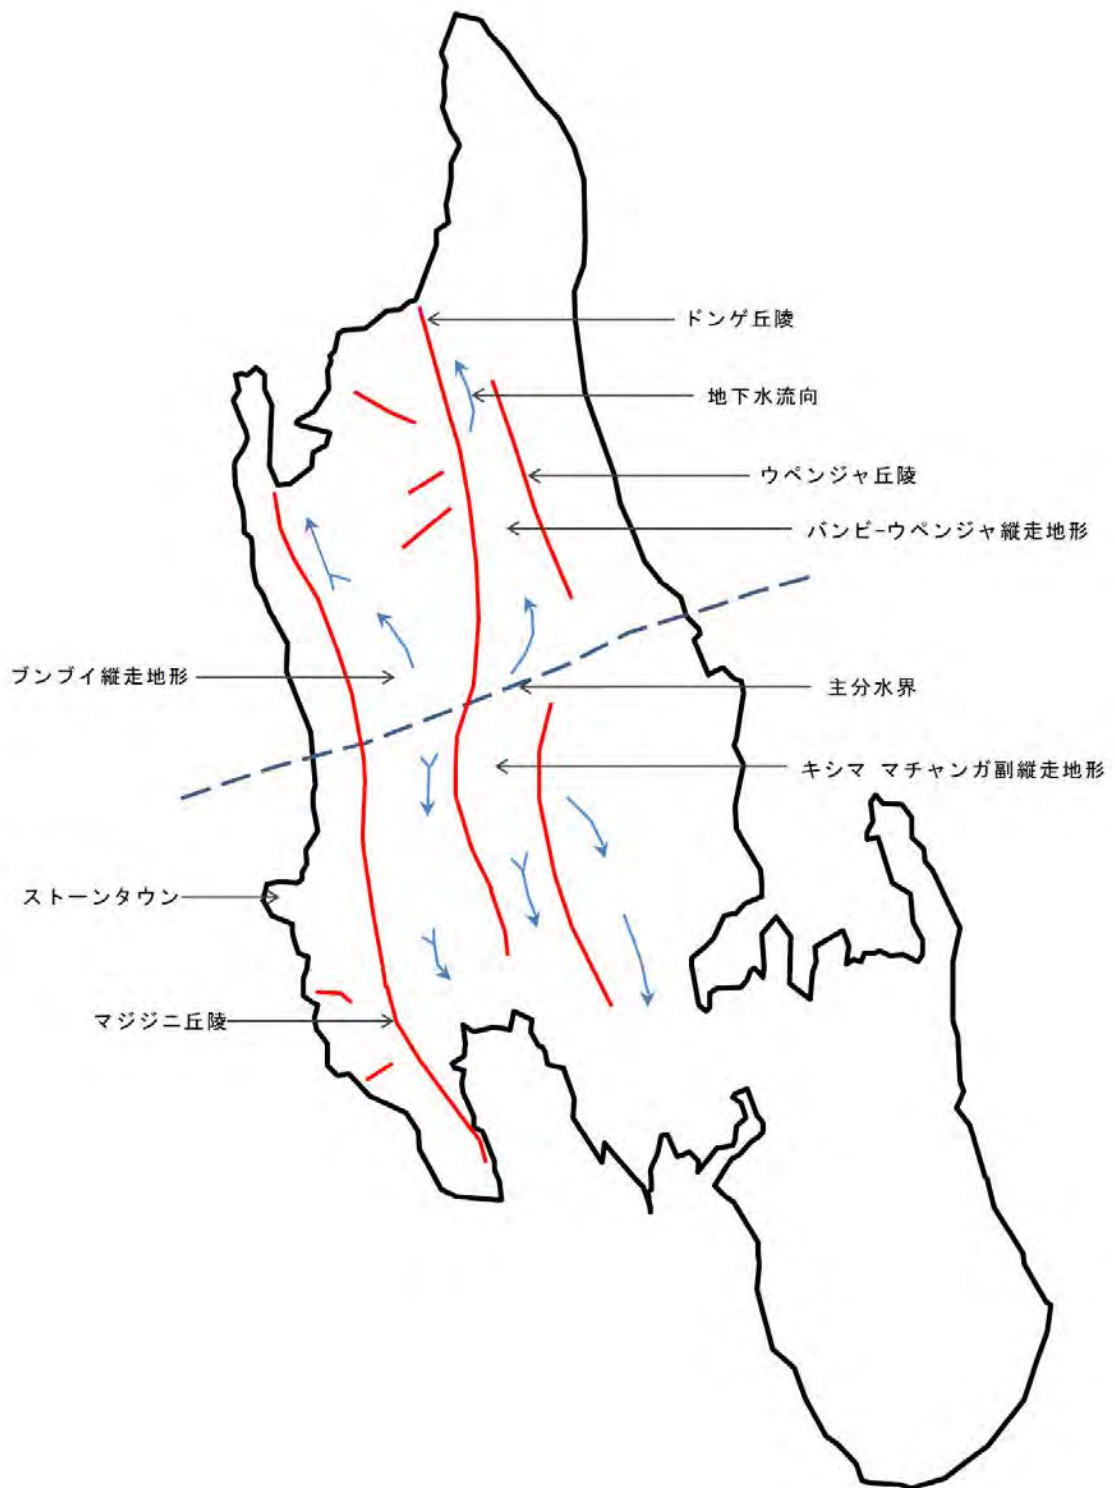 ドンゲ丘陵
地下水流向
ウペンジャ丘陵
バンビ-ウペンジャ縦走地形
ブンブイ縦走地形
主分水界
キシマ マチャンガ副縦走地形
ストーンタウン
マジジニ丘陵